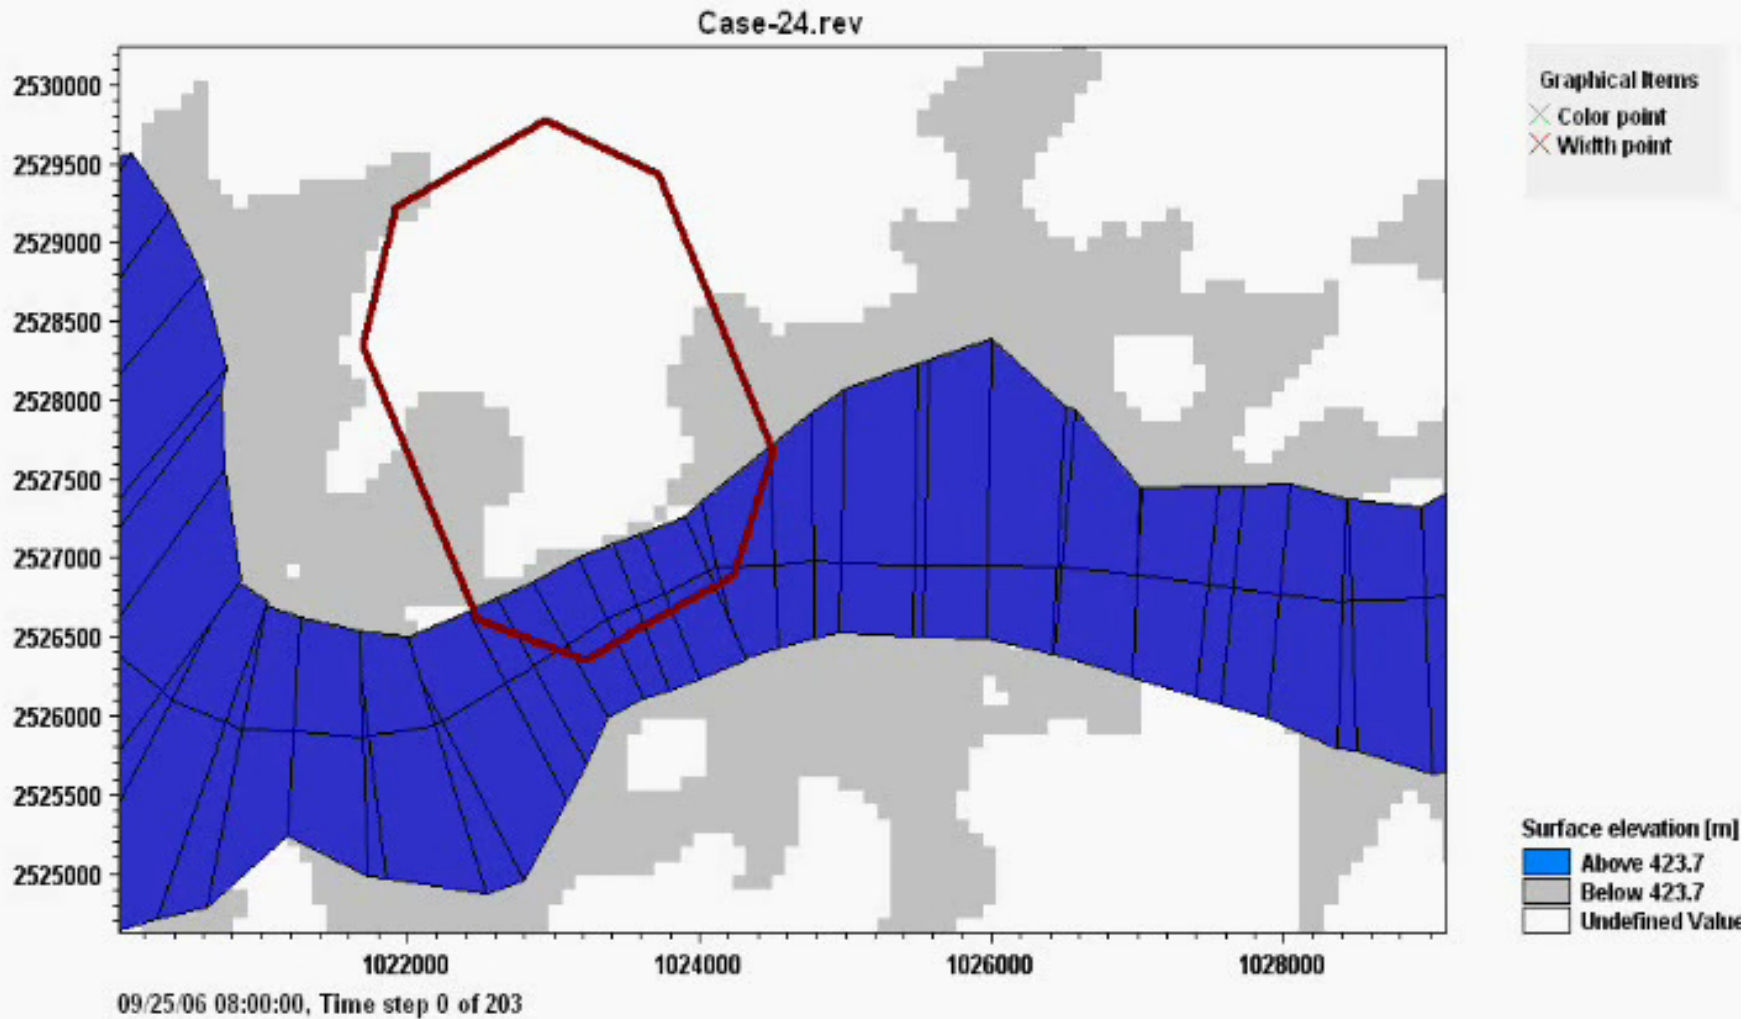 Case-24.rev
2530000
2529500
2529000
2528500
2528000
2527500
2527000
2526500
2526000
2525500
2525000
1022000
1024000
1026000
1028000
09/25/06 08:00:00, Time step 0 of 203
Graphical Items
Color point
Width point
Surface elevation [m]
Above 423.7
Below 423.7
Undefined Value